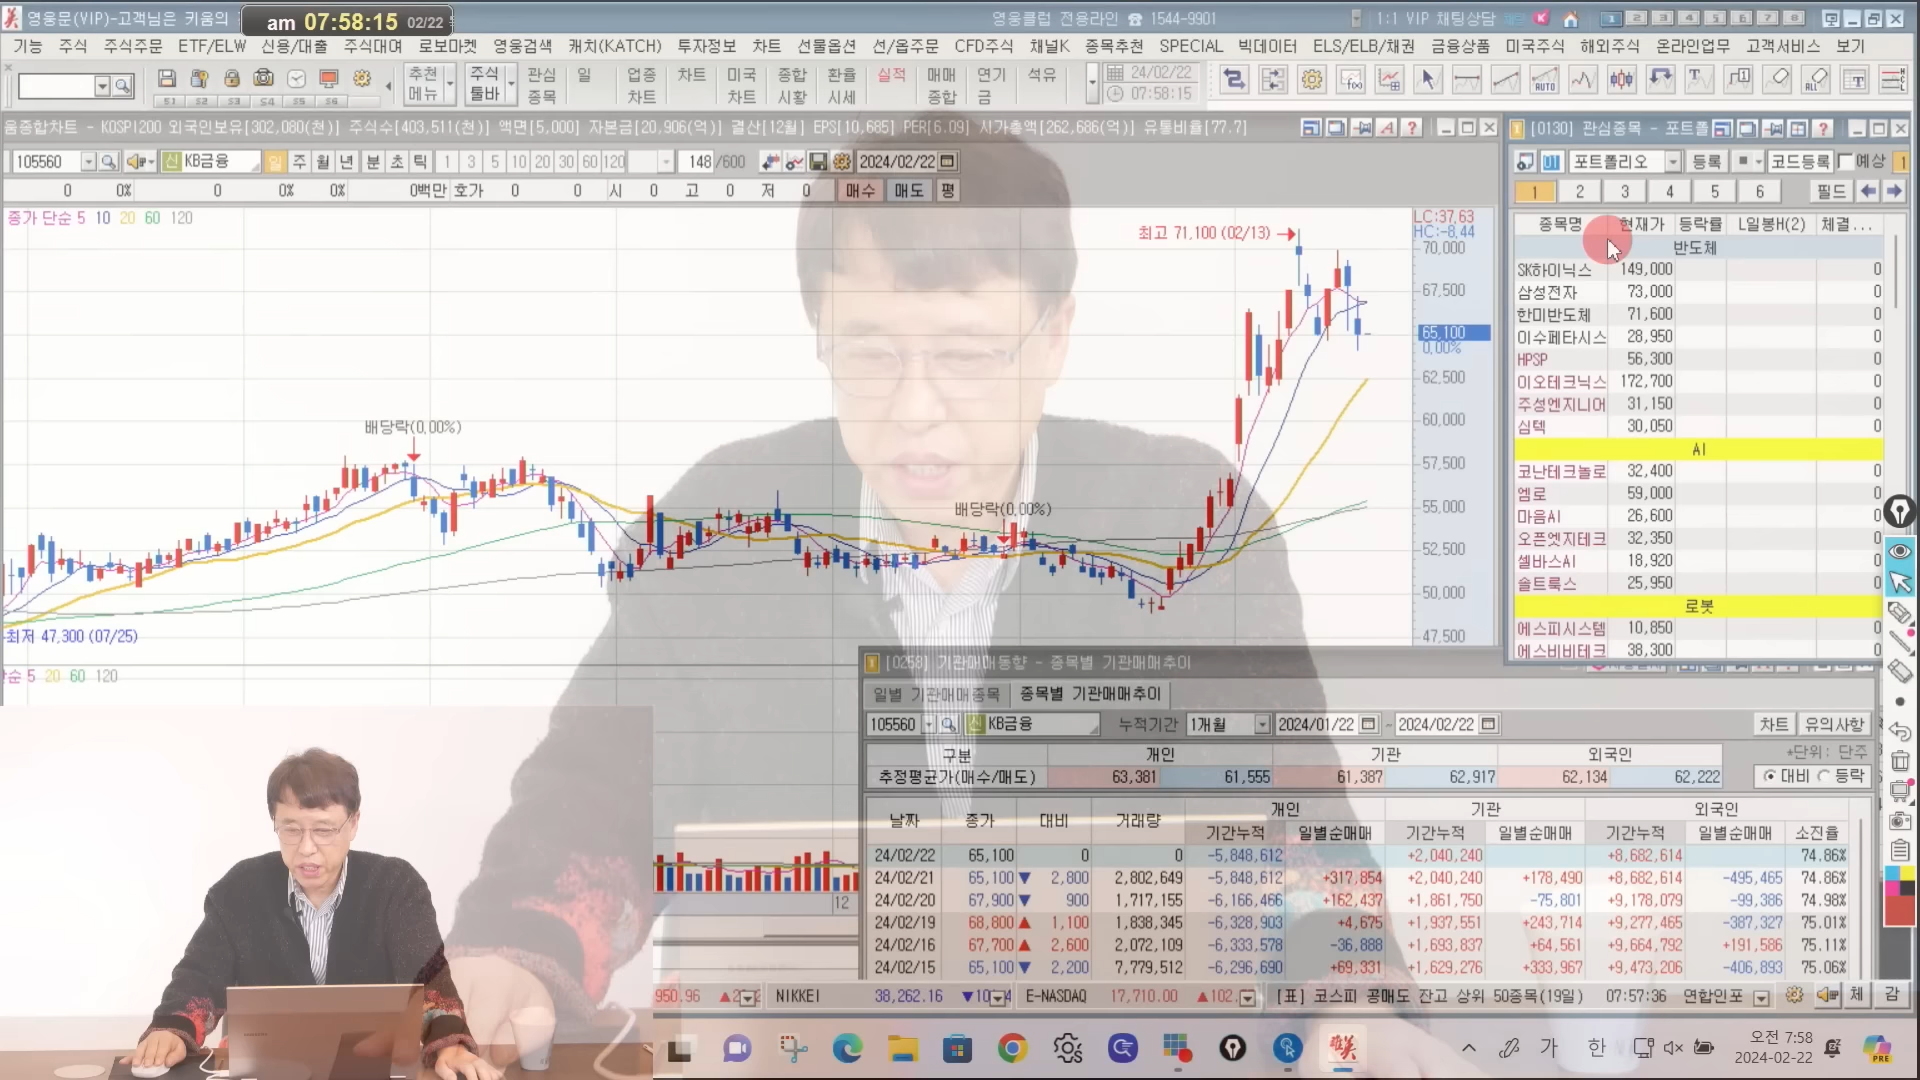 영웅문(VIP)-고객님은 키움의
am 07:58:15 02/22
영웅클럽 전용라인 ☎ 1544-9901
1:1 VIP 채팅상담
1 2 3 4 5 6 7 8
기능 주식 주식주문 ETF/ELW 신용/대출 주식대여 로보마켓 영웅검색 캐치(KATCH) 투자정보 차트 선물옵션 선/옵주문 CFD주식 채널K 종목추천 SPECIAL 빅데이터 ELS/ELB/채권 금융상품 미국주식 해외주식 온라인업무 고객서비스 보기
추천 메뉴 주식 툴바 관심 종목 일 업종 차트 차트 미국 차트 종합 시황 환율 시세 실적 매매 종합 연기 금 석유
24/02/22
07:58:15
S1 S2 S3 S4 S5 S6
움종합차트 - KOSPI200 외국인보유[302,080(천)] 주식수[403,511(천)] 액면[5,000] 자본금[20,906(억)] 결산[12월] EPS[10,685] PER[6.09] 시가총액[262,686(억)] 유통비율[77.7]
105560 신 KB금융 일 주 월 년 분 초 틱 1 3 5 10 20 30 60 120 148 /600 2024/02/22
0 0% 0 0% 0% 0백만 호가 0 0 시 0 고 0 저 0 매수 매도 평
종가 단순 5 10 20 60 120
최고 71,100 (02/13)
LC:37.63
HC:-8.44
70,000
67,500
65,100
0.00%
62,500
60,000
57,500
55,000
52,500
50,000
47,500
배당락(0.00%)
배당락(0.00%)
최저 47,300 (07/25)
단순 5 20 60 120
12
[0130] 관심종목 - 포트폴
포트폴리오 등록 코드등록 예상 1
1 2 3 4 5 6 필드
종목명 현재가 등락률 L일봉H(2) 체결...
반도체
SK하이닉스 149,000 0
삼성전자 73,000 0
한미반도체 71,600 0
이수페타시스 28,950 0
HPSP 56,300 0
이오테크닉스 172,700 0
주성엔지니어 31,150 0
심텍 30,050 0
AI
코난테크놀로 32,400 0
엠로 59,000 0
마음AI 26,600 0
오픈엣지테크 32,350 0
셀바스AI 18,920 0
솔트룩스 25,950 0
로봇
에스피시스템 10,850 0
에스비비테크 38,300 0
[0258] 기관매매동향 - 종목별 기관매매추이
일별 기관매매종목 종목별 기관매매추이
105560 신 KB금융 누적기간 1개월 2024/01/22 ~ 2024/02/22 차트 유의사항
구분 개인 기관 외국인 *단위: 단주
추정평균가(매수/매도) 63,381 61,555 61,387 62,917 62,134 62,222 대비 등락
날짜 종가 대비 거래량 개인 기관 외국인
기간누적 일별순매매 기간누적 일별순매매 기간누적 일별순매매 소진율
24/02/22 65,100 0 0 -5,848,612 +2,040,240 +8,682,614 74.86%
24/02/21 65,100 ▼ 2,800 2,802,649 -5,848,612 +317,854 +2,040,240 +178,490 +8,682,614 -495,465 74.86%
24/02/20 67,900 ▼ 900 1,717,155 -6,166,466 +162,437 +1,861,750 -75,801 +9,178,079 -99,386 74.98%
24/02/19 68,800 ▲ 1,100 1,838,345 -6,328,903 +4,675 +1,937,551 +243,714 +9,277,465 -387,327 75.01%
24/02/16 67,700 ▲ 2,600 2,072,109 -6,333,578 -36,888 +1,693,837 +64,561 +9,664,792 +191,586 75.11%
24/02/15 65,100 ▼ 2,200 7,779,512 -6,296,690 +69,331 +1,629,276 +333,967 +9,473,206 -406,893 75.06%
950.96 NIKKEI 38,262.16 E-NASDAQ 17,710.00 ▲102. [표] 코스피 공매도 잔고 상위 50종목(19일) 07:57:36 연합인포 체 감
가 한 오전 7:58
2024-02-22
PRE